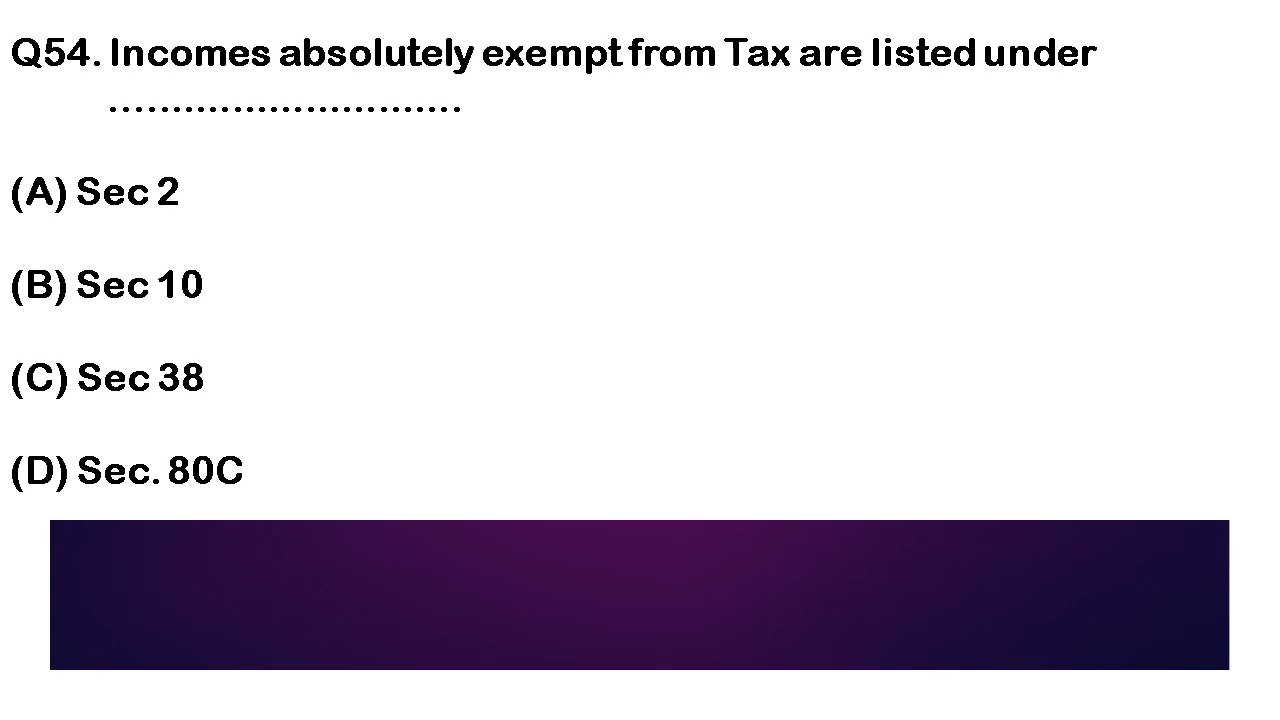 Q54. Incomes absolutely exempt from Tax are listed under
............................
(A) Sec 2
(B) Sec 10
(C) Sec 38
(D) Sec. 80C